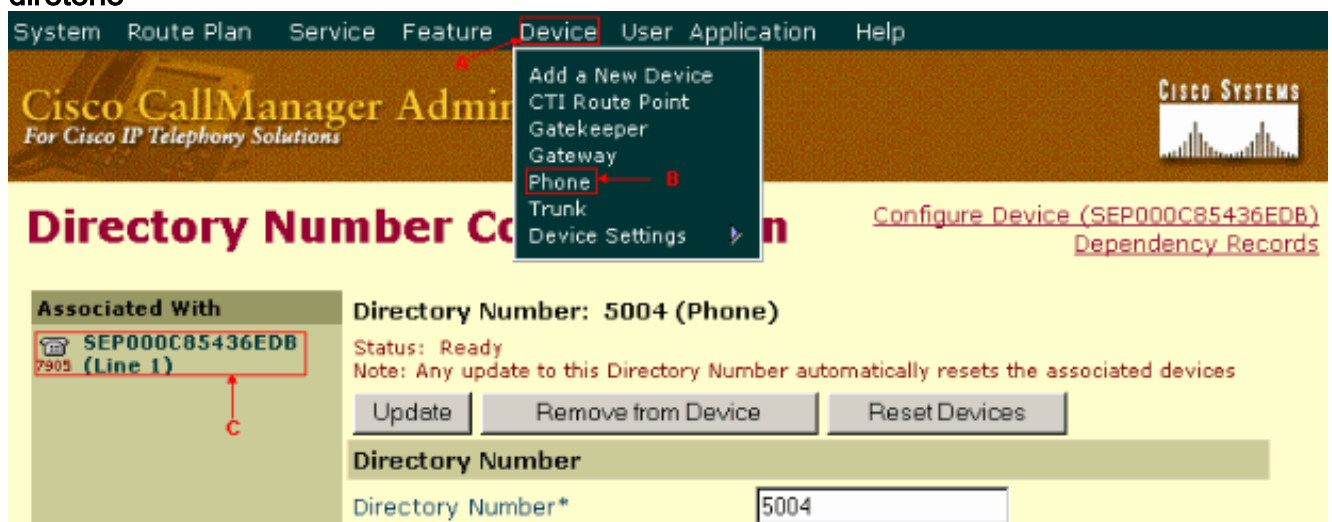 System Route Plan Service Feature Device User Application Help
A
Add a New Device
CTI Route Point
Gatekeeper
Gateway
Phone B
Trunk
Device Settings
Cisco CallManager Admin
For Cisco IP Telephony Solutions
CISCO SYSTEMS
Directory Number Co n
Configure Device (SEP000C85436EDB)
Dependency Records
Associated With
SEP000C85436EDB
7905 (Line 1)
C
Directory Number: 5004 (Phone)
Status: Ready
Note: Any update to this Directory Number automatically resets the associated devices
Update Remove from Device Reset Devices
Directory Number
Directory Number* 5004